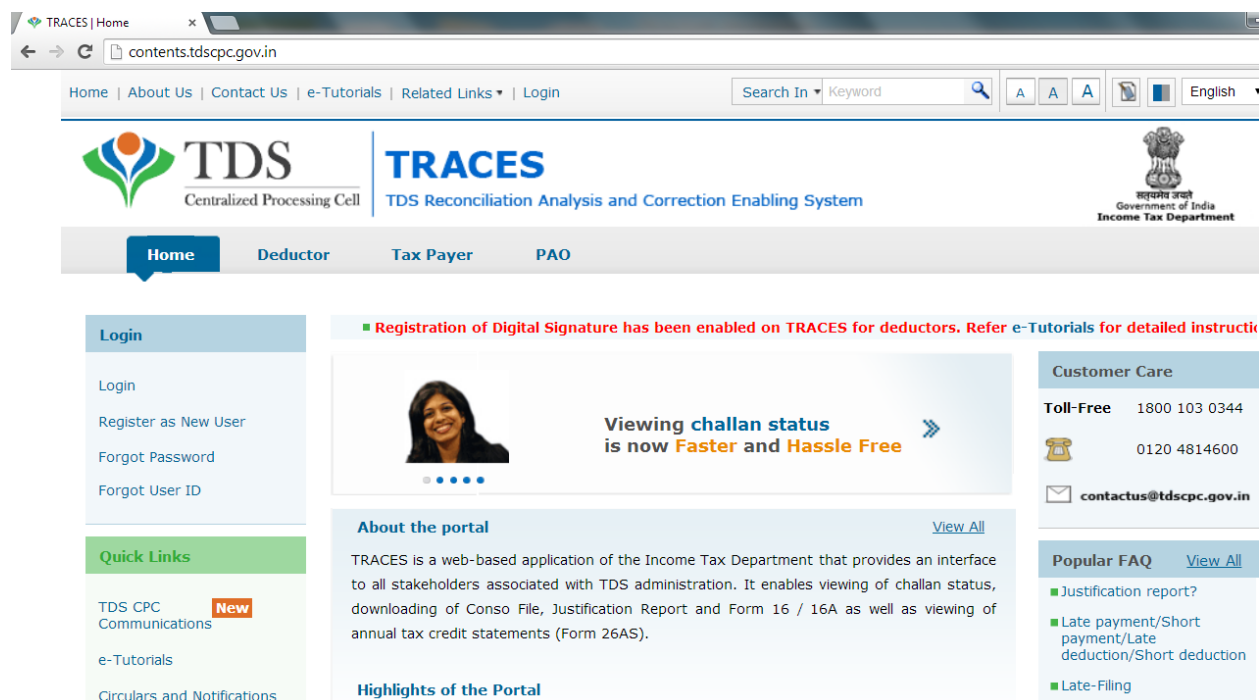 TRACES | Home
contents.tdscpc.gov.in
Home | About Us | Contact Us | e-Tutorials | Related Links | Login
Search In Keyword
A A A
English
TDS
Centralized Processing Cell
TRACES
TDS Reconciliation Analysis and Correction Enabling System
सत्यमेव जयते
Government of India
Income Tax Department
Home Deductor Tax Payer PAO
Login
Login
Register as New User
Forgot Password
Forgot User ID
Quick Links
TDS CPC New
Communications
e-Tutorials
Circulars and Notifications
Registration of Digital Signature has been enabled on TRACES for deductors. Refer e-Tutorials for detailed
Viewing challan status
is now Faster and Hassle Free
About the portal View All
TRACES is a web-based application of the Income Tax Department that provides an interface
to all stakeholders associated with TDS administration. It enables viewing of challan status,
downloading of Conso File, Justification Report and Form 16 / 16A as well as viewing of
annual tax credit statements (Form 26AS).
Highlights of the Portal
Customer Care
Toll-Free 1800 103 0344
0120 4814600
contactus@tdscpc.gov.in
Popular FAQ View All
Justification report?
Late payment/Short
payment/Late
deduction/Short deduction
Late-Filing